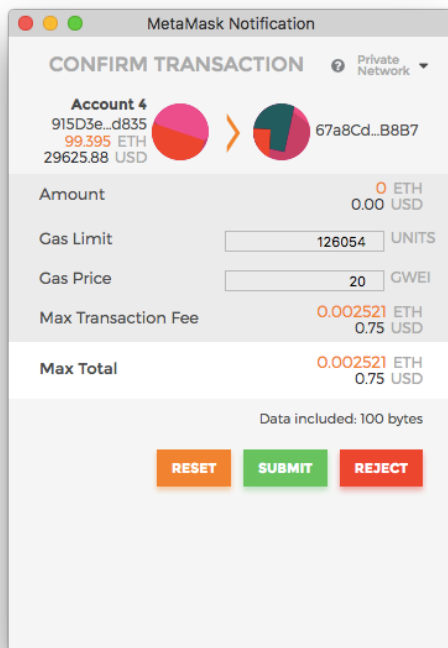 MetaMask Notification
CONFIRM TRANSACTION
Private
Network
Account 4
915D3e...d835
99.395 ETH
29625.88 USD
67a8Cd...B8B7
Amount 0 ETH
0.00 USD
Gas Limit 126054 UNITS
Gas Price 20 GWEI
Max Transaction Fee 0.002521 ETH
0.75 USD
Max Total 0.002521 ETH
0.75 USD
Data included: 100 bytes
RESET SUBMIT REJECT